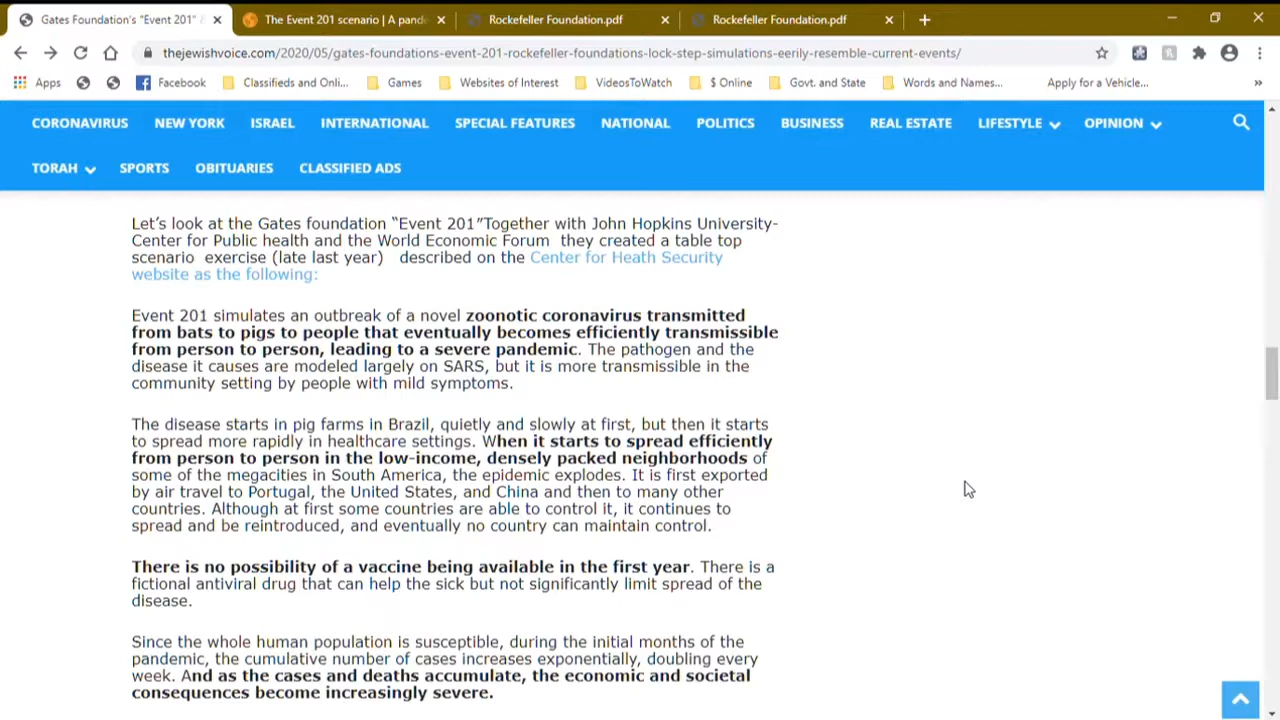 Gates Foundation's "Event 201" &
The Event 201 scenario | A pand
Rockefeller Foundation.pdf
Rockefeller Foundation.pdf
thejewishvoice.com/2020/05/gates-foundations-event-201-rockefeller-foundations-lock-step-simulations-eerily-resemble-current-events/
Apps Facebook Classifieds and Onli... Games Websites of Interest VideosToWatch $ Online Govt. and State Words and Names... Apply for a Vehicle... »
CORONAVIRUS NEW YORK ISRAEL INTERNATIONAL SPECIAL FEATURES NATIONAL POLITICS BUSINESS REAL ESTATE LIFESTYLE OPINION
TORAH SPORTS OBITUARIES CLASSIFIED ADS
Let's look at the Gates foundation "Event 201"Together with John Hopkins University-
Center for Public health and the World Economic Forum they created a table top
scenario exercise (late last year) described on the Center for Heath Security
website as the following:
Event 201 simulates an outbreak of a novel zoonotic coronavirus transmitted
from bats to pigs to people that eventually becomes efficiently transmissible
from person to person, leading to a severe pandemic. The pathogen and the
disease it causes are modeled largely on SARS, but it is more transmissible in the
community setting by people with mild symptoms.
The disease starts in pig farms in Brazil, quietly and slowly at first, but then it starts
to spread more rapidly in healthcare settings. When it starts to spread efficiently
from person to person in the low-income, densely packed neighborhoods of
some of the megacities in South America, the epidemic explodes. It is first exported
by air travel to Portugal, the United States, and China and then to many other
countries. Although at first some countries are able to control it, it continues to
spread and be reintroduced, and eventually no country can maintain control.
There is no possibility of a vaccine being available in the first year. There is a
fictional antiviral drug that can help the sick but not significantly limit spread of the
disease.
Since the whole human population is susceptible, during the initial months of the
pandemic, the cumulative number of cases increases exponentially, doubling every
week. And as the cases and deaths accumulate, the economic and societal
consequences become increasingly severe.